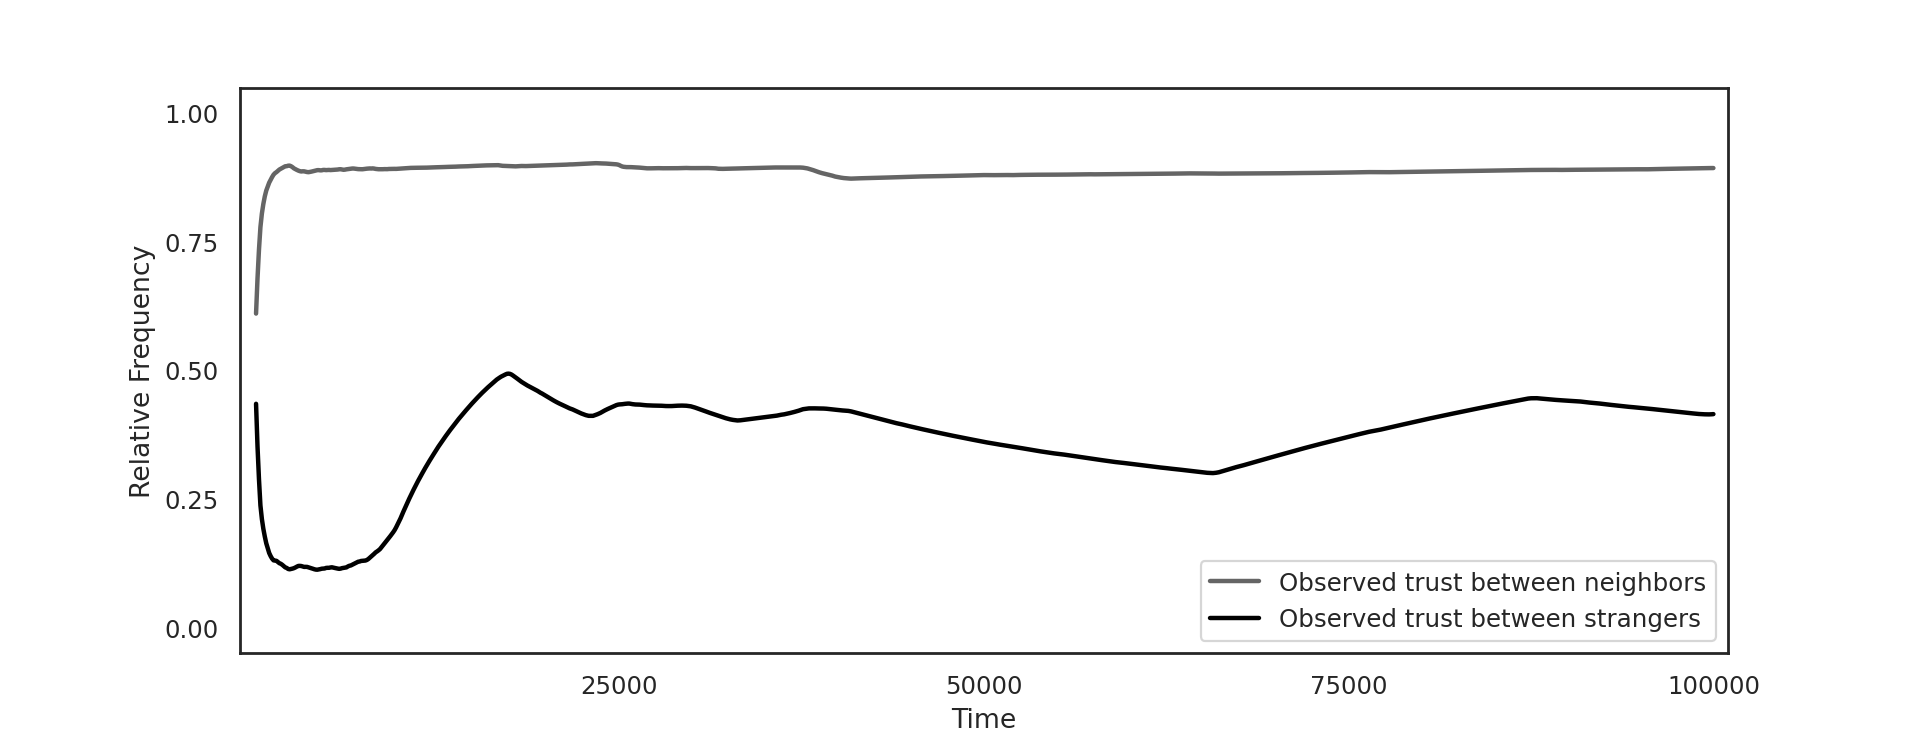 1.00
0.75
0.50
0.25
0.00
Relative Frequency
25000
50000
75000
100000
Time
Observed trust between neighbors
Observed trust between strangers